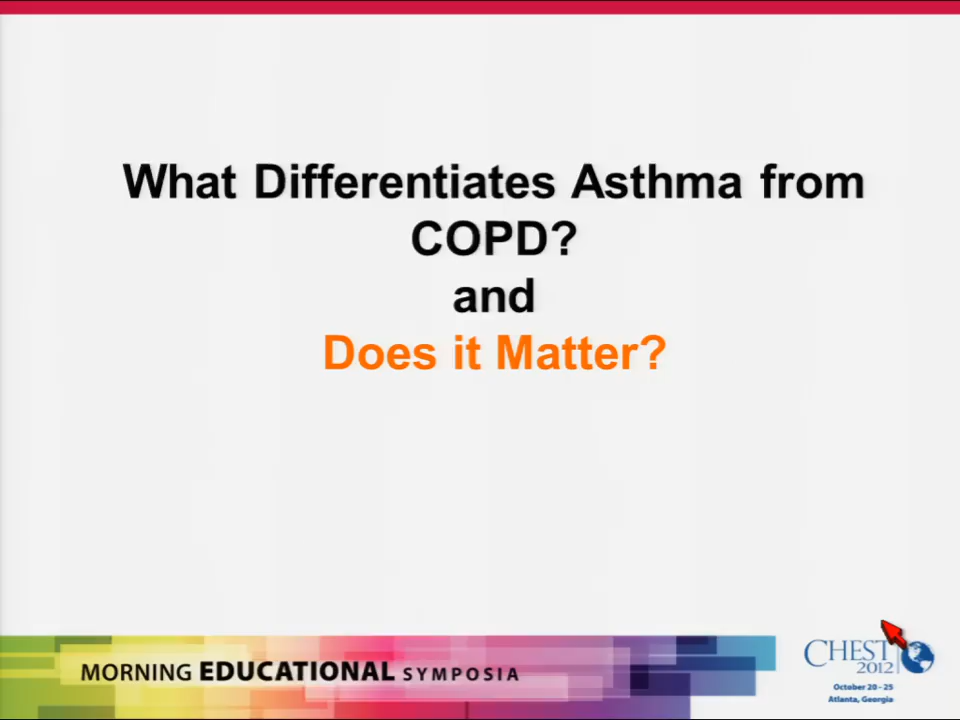 What Differentiates Asthma from
COPD?
and
Does it Matter?
MORNING EDUCATIONAL SYMPOSIA
CHEST
2012
October 20-25
Atlanta, Georgia